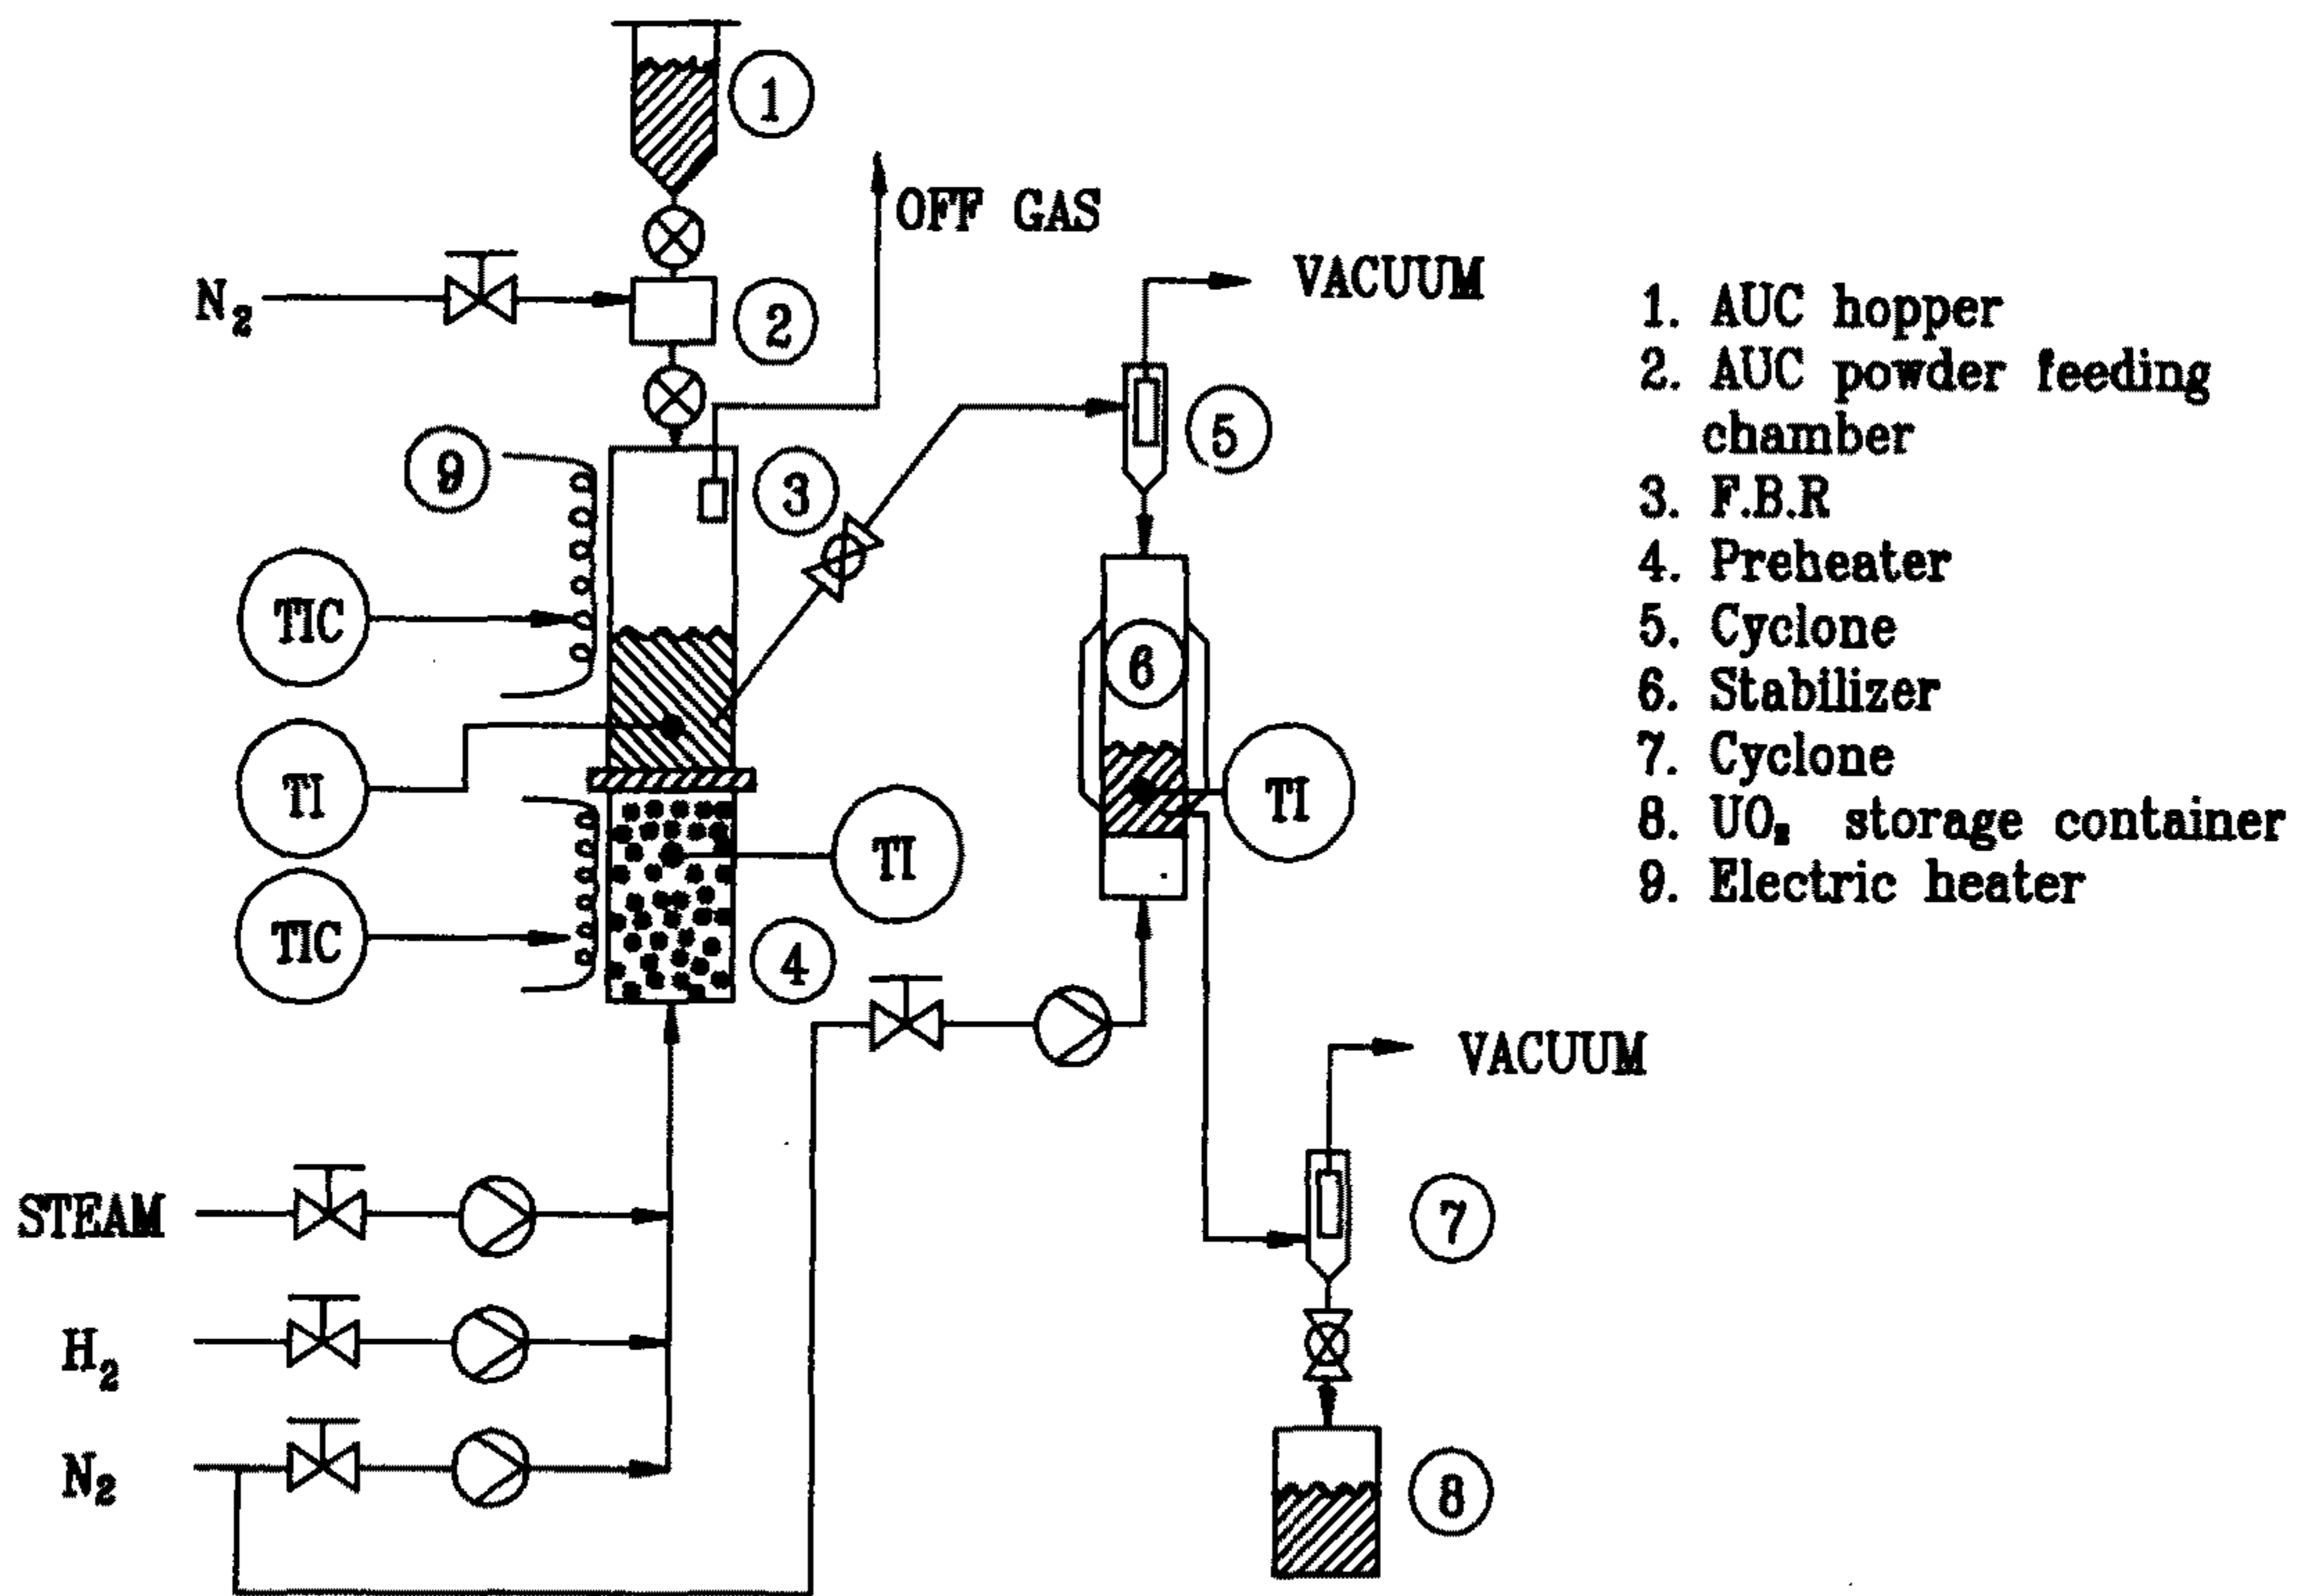 1
OFF GAS
N₂
2
VACUUM
9
3
5
TIC
6
TI
TI
TI
TIC
4
VACUUM
STEAM
7
H₂
N₂
8
1. AUC hopper
2. AUC powder feeding
chamber
3. F.B.R
4. Preheater
5. Cyclone
6. Stabilizer
7. Cyclone
8. UO₂ storage container
9. Electric heater